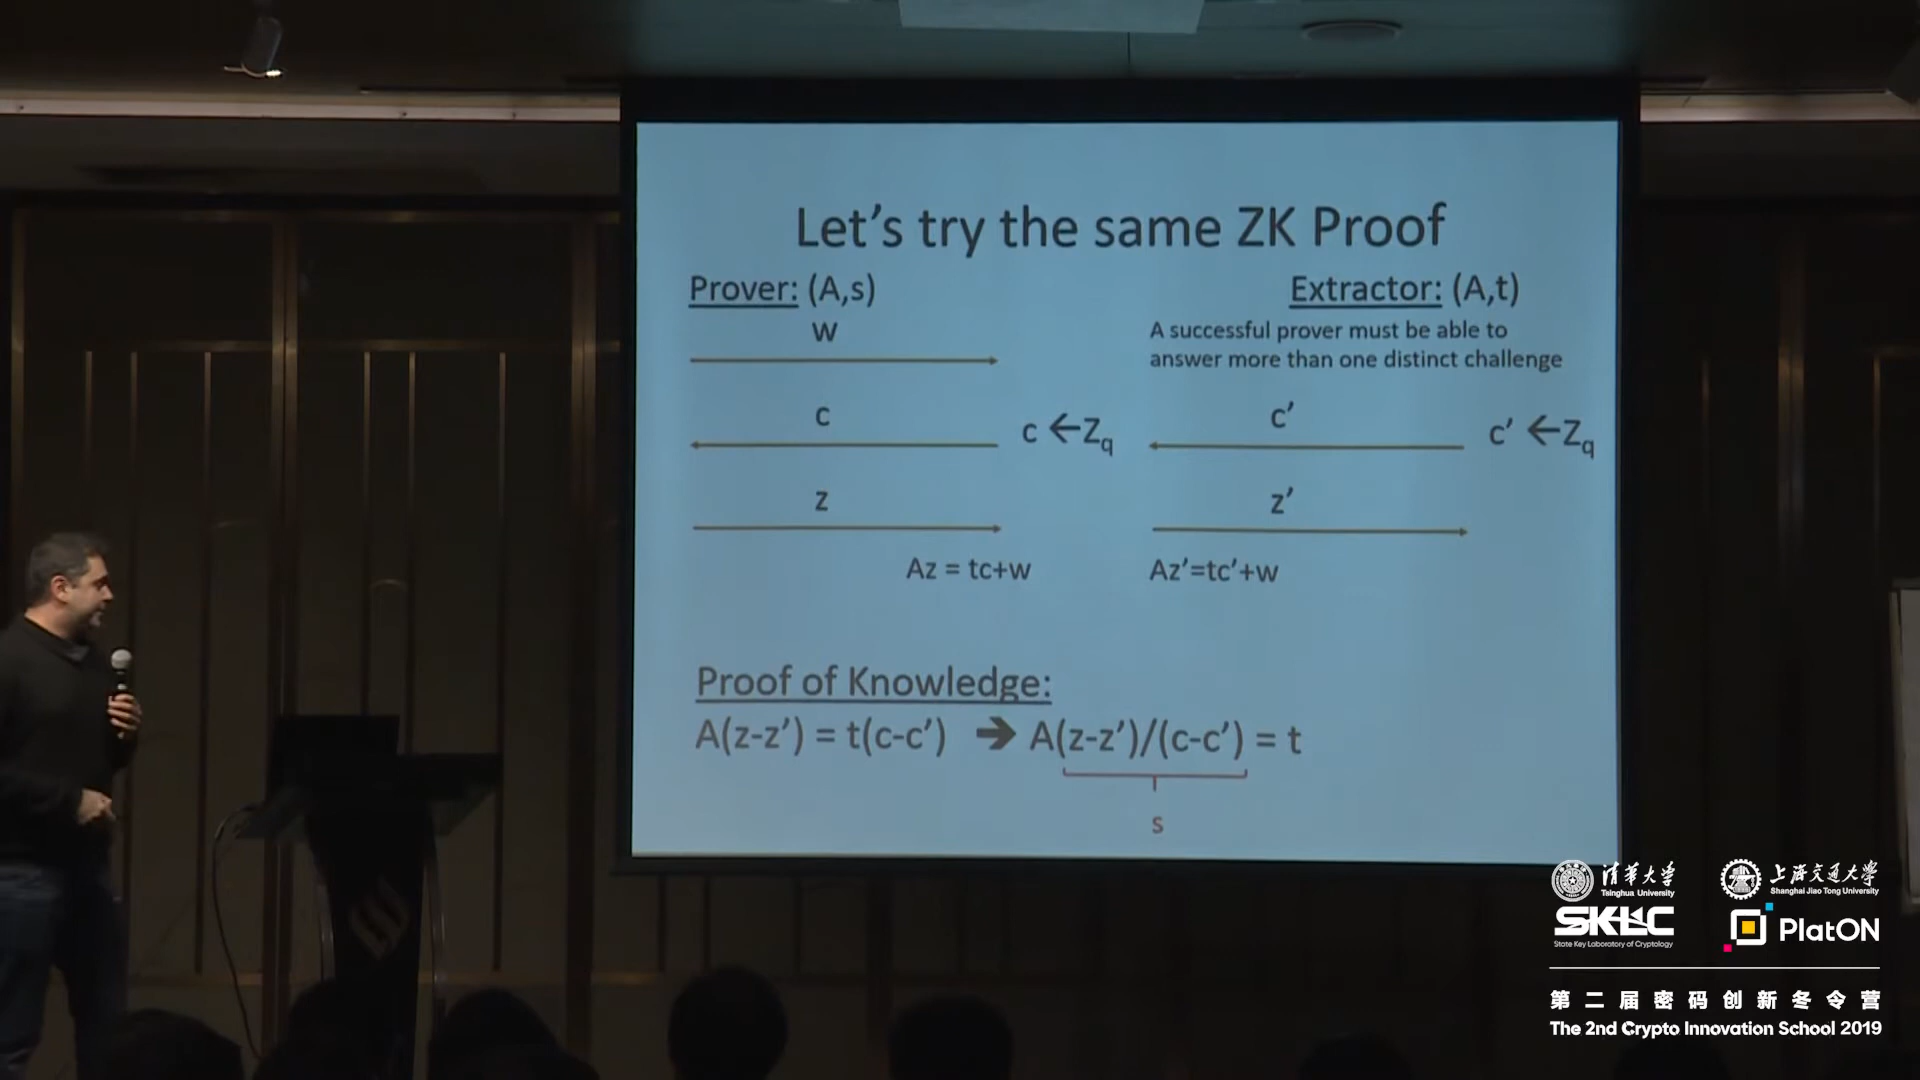 Let's try the same ZK Proof
Prover: (A,s)
Extractor: (A,t)
w
A successful prover must be able to
answer more than one distinct challenge
c
c ←Zq
c'
c' ←Zq
z
z'
Az = tc+w
Az'=tc'+w
Proof of Knowledge:
A(z-z') = t(c-c') ➔ A(z-z')/(c-c') = t
s
清华大学
Tsinghua University
上海交通大学
Shanghai Jiao Tong University
SKLC
State Key Laboratory of Cryptology
PlatON
第二届密码创新冬令营
The 2nd Crypto Innovation School 2019